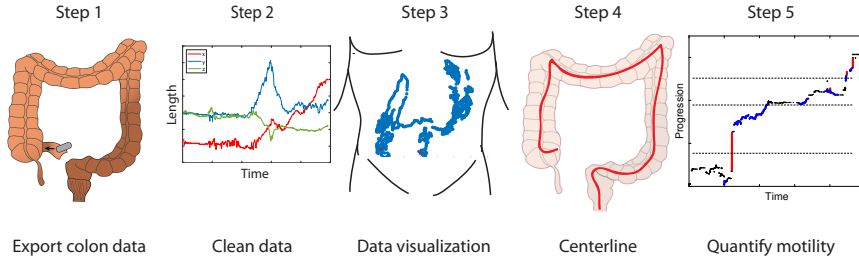 Step 1
Step 2
Step 3
Step 4
Step 5
x
y
z
Length
Time
Progression
Time
Export colon data
Clean data
Data visualization
Centerline
Quantify motility